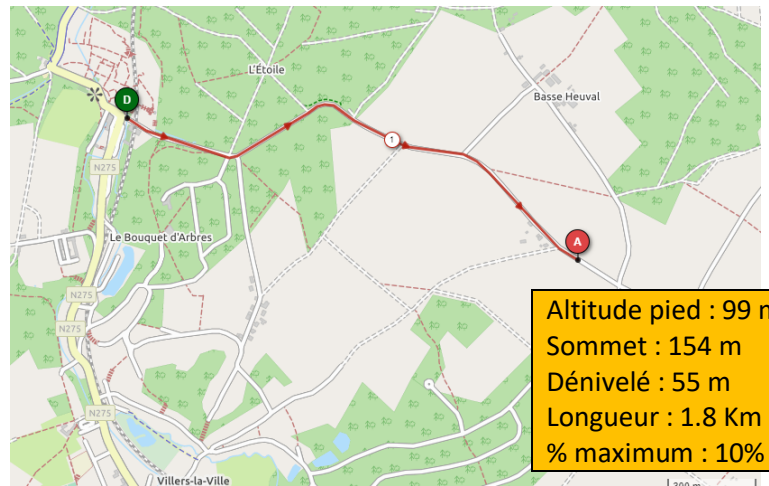 L'Étoile
Basse Heuval
D
1
N275
Le Bouquet d'Arbres
A
N275
N275
N275
Villers-la-Ville
Altitude pied : 99 m
Sommet : 154 m
Dénivelé : 55 m
Longueur : 1.8 Km
% maximum : 10%